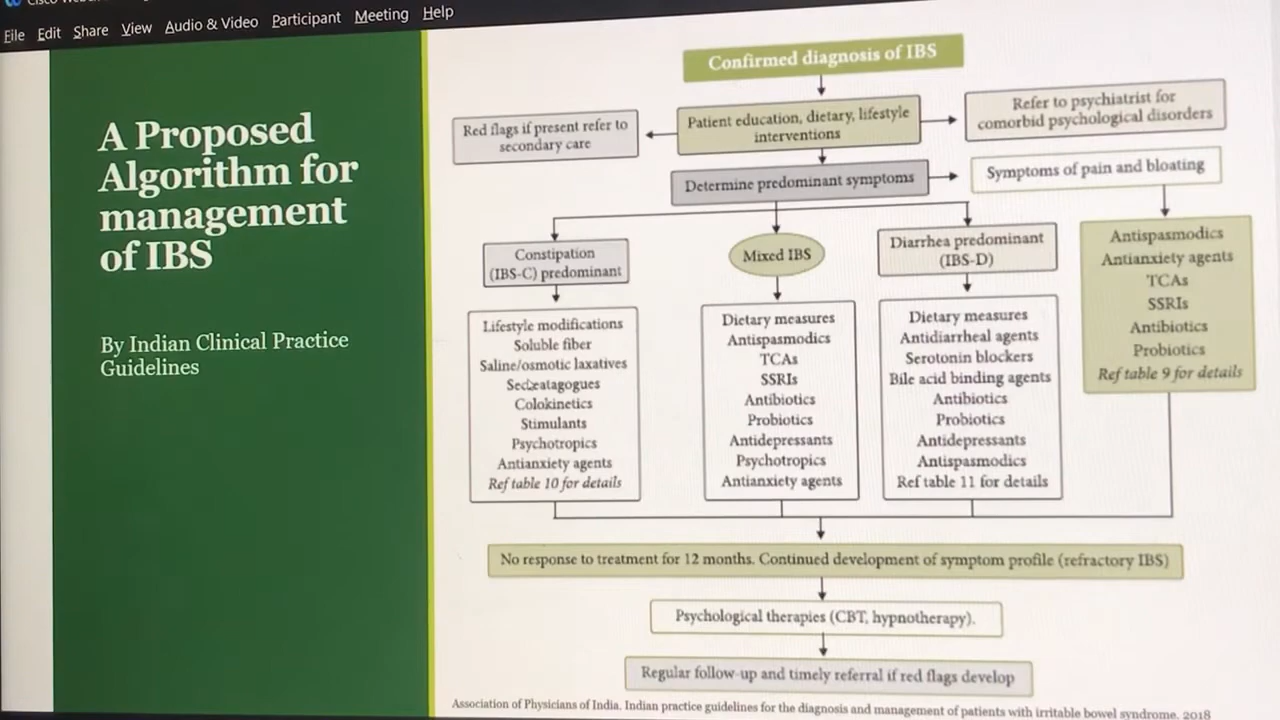 File Edit Share View Audio & Video Participant Meeting Help
A Proposed
Algorithm for
management
of IBS
By Indian Clinical Practice
Guidelines
Confirmed diagnosis of IBS
Red flags if present refer to
secondary care
Patient education, dietary, lifestyle
interventions
Refer to psychiatrist for
comorbid psychological disorders
Determine predominant symptoms
Symptoms of pain and bloating
Constipation
(IBS-C) predominant
Mixed IBS
Diarrhea predominant
(IBS-D)
Antispasmodics
Antianxiety agents
TCAs
SSRIs
Antibiotics
Probiotics
Ref table 9 for details
Lifestyle modifications
Soluble fiber
Saline/osmotic laxatives
Colokinetics
Stimulants
Psychotropics
Antianxiety agents
Ref table 10 for details
Dietary measures
Antispasmodics
TCAs
SSRIs
Antibiotics
Probiotics
Antidepressants
Psychotropics
Antianxiety agents
Dietary measures
Antidiarrheal agents
Serotonin blockers
Bile acid binding agents
Antibiotics
Probiotics
Antidepressants
Antispasmodics
Ref table 11 for details
No response to treatment for 12 months. Continued development of symptom profile (refractory IBS)
Psychological therapies (CBT, hypnotherapy).
Regular follow-up and timely referral if red flags develop
Association of Physicians of India. Indian practice guidelines for the diagnosis and management of patients with irritable bowel syndrome, 2018